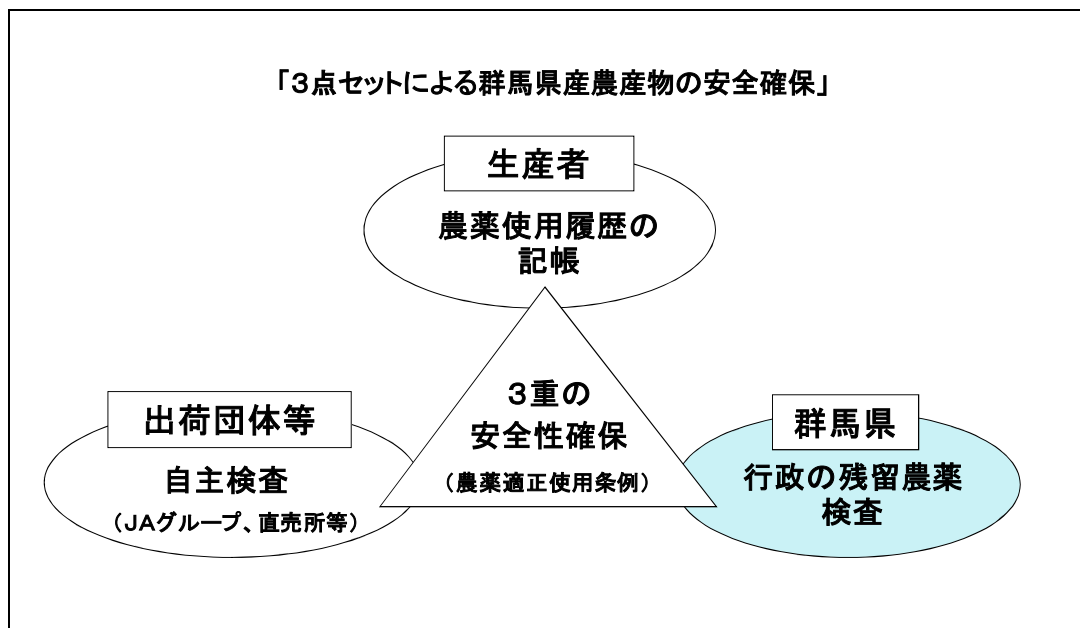 「３点セットによる群馬県産農産物の安全確保」
生産者
農薬使用履歴の
記帳
３重の
安全性確保
（農薬適正使用条例）
出荷団体等
自主検査
（ＪＡグループ、直売所等）
群馬県
行政の残留農薬
検査